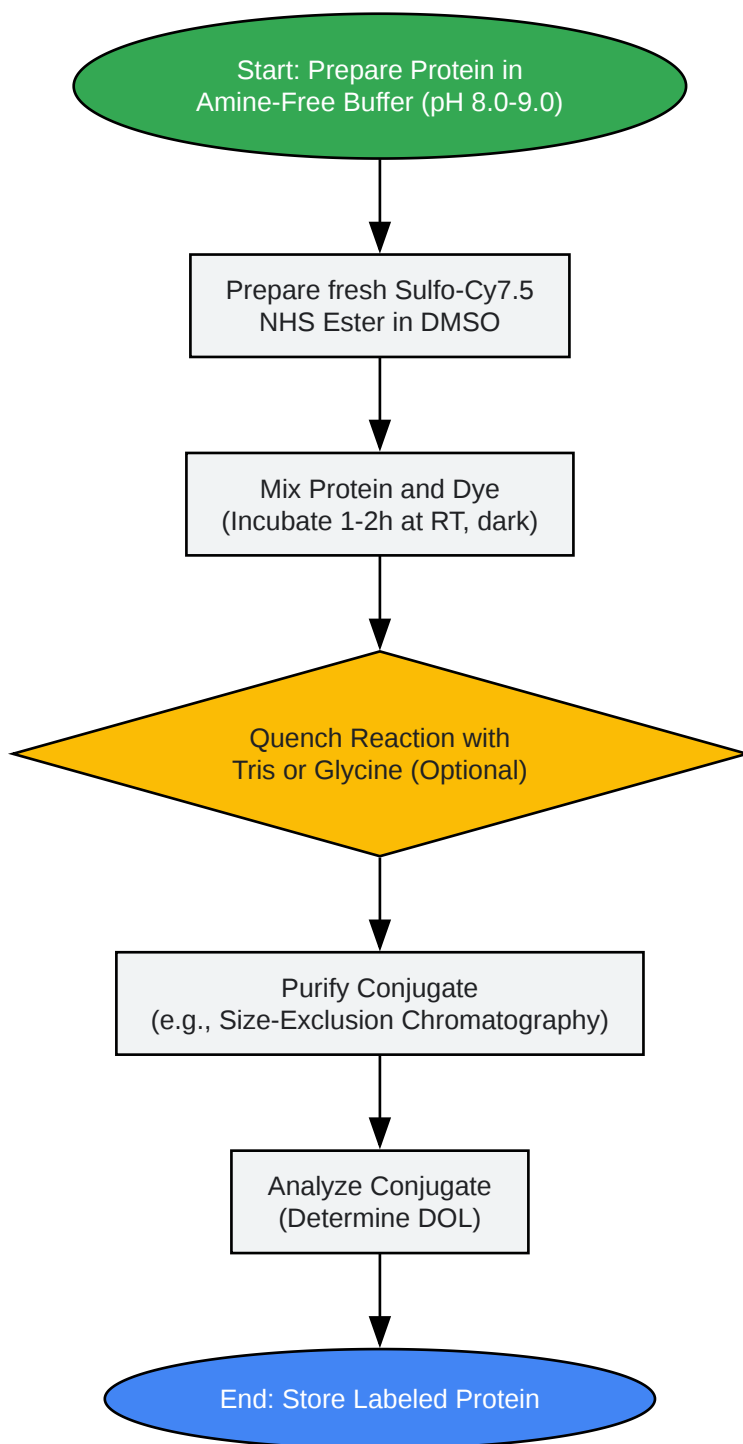 Start: Prepare Protein in
Amine-Free Buffer (pH 8.0-9.0)
Prepare fresh Sulfo-Cy7.5
NHS Ester in DMSO
Mix Protein and Dye
(Incubate 1-2h at RT, dark)
Quench Reaction with
Tris or Glycine (Optional)
Purify Conjugate
(e.g., Size-Exclusion Chromatography)
Analyze Conjugate
(Determine DOL)
End: Store Labeled Protein